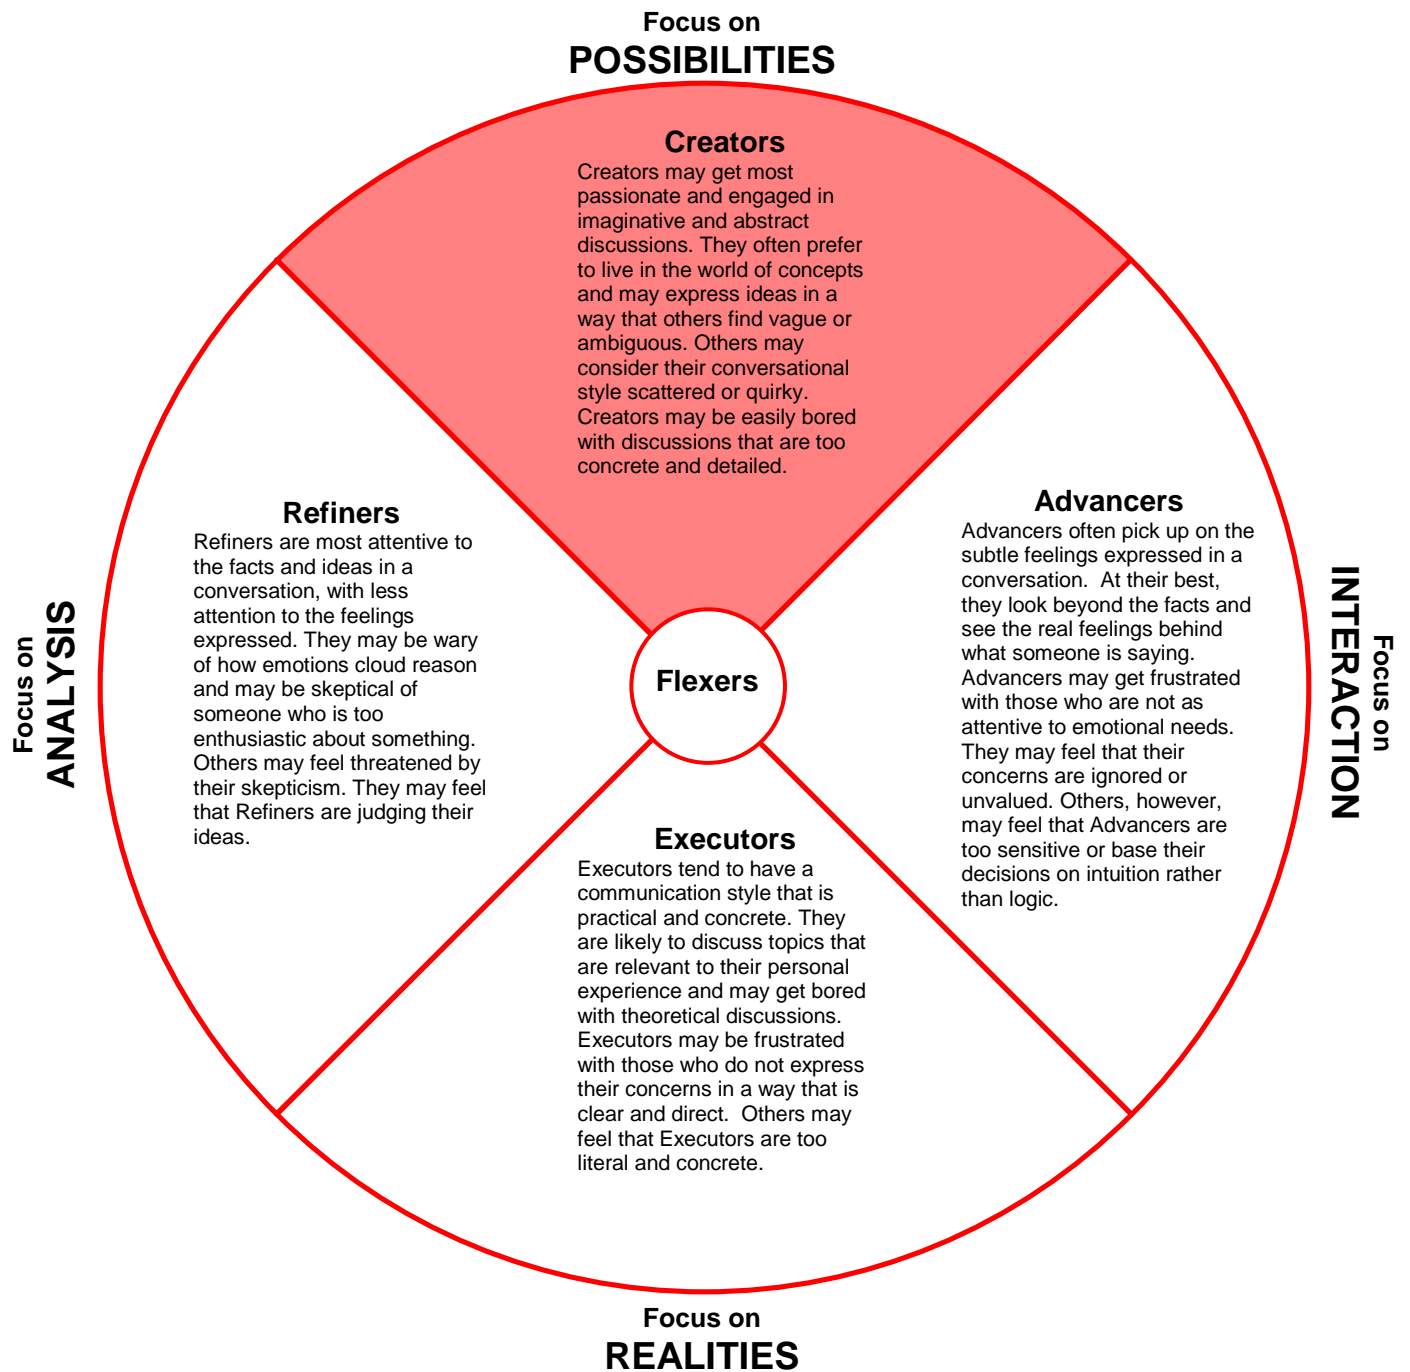 Focus on
POSSIBILITIES
Creators
Creators may get most
passionate and engaged in
imaginative and abstract
discussions. They often prefer
to live in the world of concepts
and may express ideas in a
way that others find vague or
ambiguous. Others may
consider their conversational
style scattered or quirky.
Creators may be easily bored
with discussions that are too
concrete and detailed.
Focus on
ANALYSIS
Refiners
Refiners are most attentive to
the facts and ideas in a
conversation, with less
attention to the feelings
expressed. They may be wary
of how emotions cloud reason
and may be skeptical of
someone who is too
enthusiastic about something.
Others may feel threatened by
their skepticism. They may feel
that Refiners are judging their
ideas.
Flexers
Advancers
Advancers often pick up on the
subtle feelings expressed in a
conversation.  At their best,
they look beyond the facts and
see the real feelings behind
what someone is saying.
Advancers may get frustrated
with those who are not as
attentive to emotional needs.
They may feel that their
concerns are ignored or
unvalued. Others, however,
may feel that Advancers are
too sensitive or base their
decisions on intuition rather
than logic.
Focus on
INTERACTION
Executors
Executors tend to have a
communication style that is
practical and concrete. They
are likely to discuss topics that
are relevant to their personal
experience and may get bored
with theoretical discussions.
Executors may be frustrated
with those who do not express
their concerns in a way that is
clear and direct.  Others may
feel that Executors are too
literal and concrete.
Focus on
REALITIES